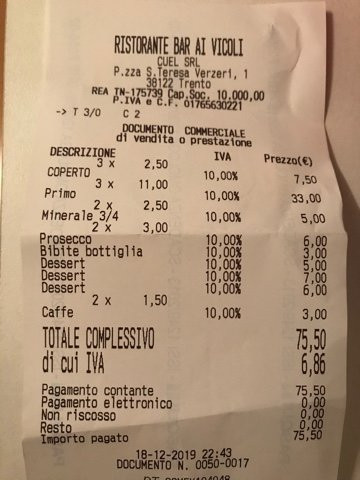 RISTORANTE BAR AI VICOLI
CUEL SRL
P.zza S.Teresa Verzeri, 1
38122 Trento
REA TN-175739 Cap.Soc. 10.000,00
P.IVA e C.F. 01765630221
-> T 3/0 C 2
DOCUMENTO COMMERCIALE
di vendita o prestazione
DESCRIZIONE IVA Prezzo(€)
3 x 2,50
COPERTO 10,00% 7,50
3 x 11,00
Primo 10,00% 33,00
2 x 2,50
Minerale 3/4 10,00% 5,00
2 x 3,00
Prosecco 10,00% 6,00
Bibite bottiglia 10,00% 3,00
Dessert 10,00% 5,00
Dessert 10,00% 7,00
Dessert 10,00% 6,00
2 x 1,50
Caffe 10,00% 3,00
TOTALE COMPLESSIVO 75,50
di cui IVA 6,86
Pagamento contante 75,50
Pagamento elettronico 0,00
Non riscosso 0,00
Resto 0,00
Importo pagato 75,50
18-12-2019 22:43
DOCUMENTO N. 0050-0017